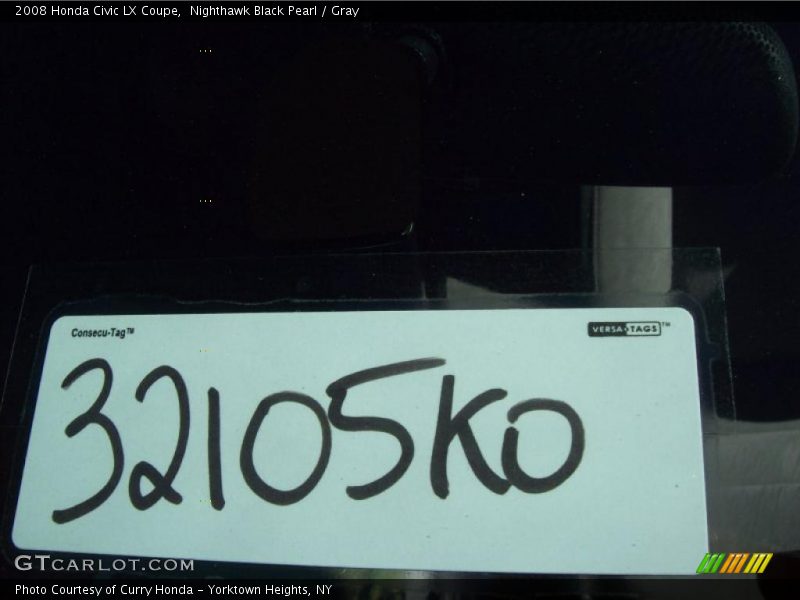 2008 Honda Civic LX Coupe,  Nighthawk Black Pearl / Gray
Consecu-Tag™
VERSA-TAGS™
32105KO
GTCARLOT.COM
Photo Courtesy of Curry Honda – Yorktown Heights, NY